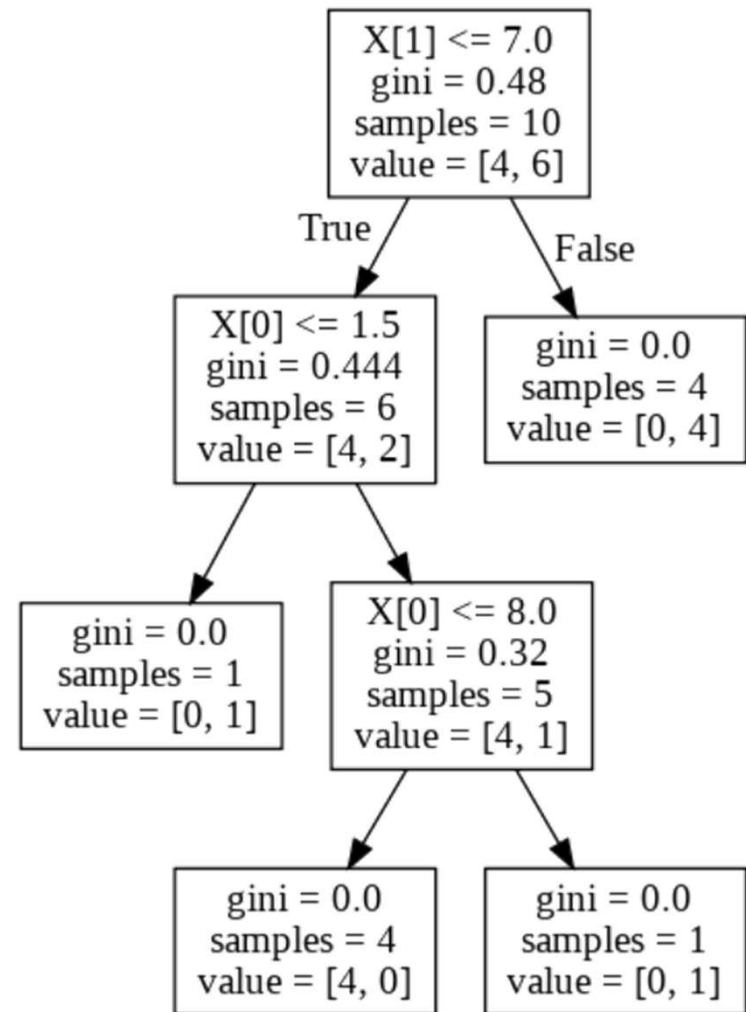 X[1] <= 7.0
gini = 0.48
samples = 10
value = [4, 6]
True
False
X[0] <= 1.5
gini = 0.444
samples = 6
value = [4, 2]
gini = 0.0
samples = 4
value = [0, 4]
gini = 0.0
samples = 1
value = [0, 1]
X[0] <= 8.0
gini = 0.32
samples = 5
value = [4, 1]
gini = 0.0
samples = 4
value = [4, 0]
gini = 0.0
samples = 1
value = [0, 1]